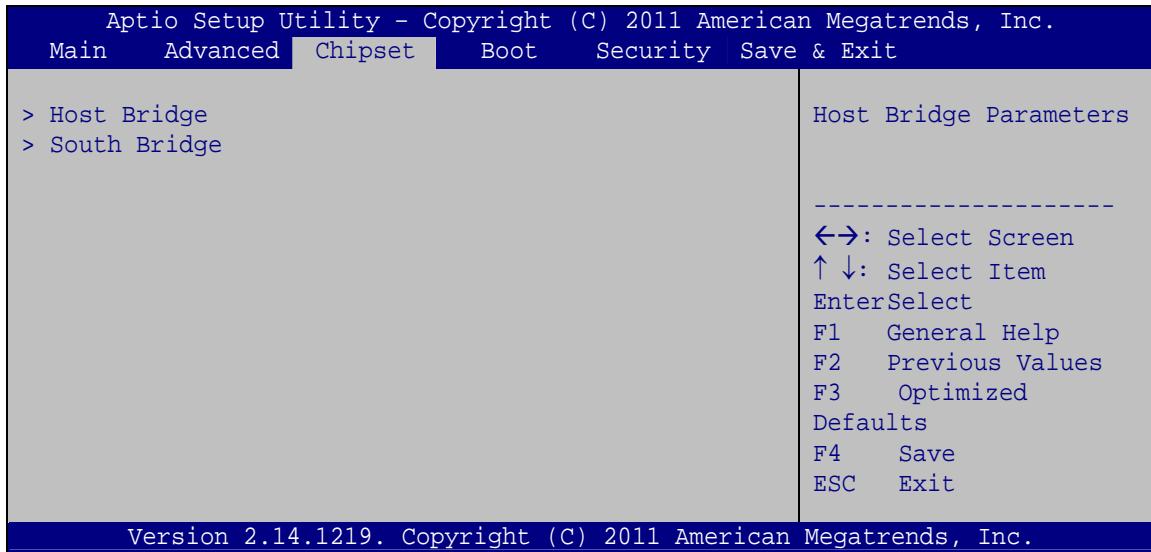 Aptio Setup Utility – Copyright (C) 2011 American Megatrends, Inc.
Main Advanced Chipset Boot Security Save & Exit
> Host Bridge
> South Bridge
Host Bridge Parameters
---------------------
←→: Select Screen
↑ ↓: Select Item
EnterSelect
F1 General Help
F2 Previous Values
F3 Optimized
Defaults
F4 Save
ESC Exit
Version 2.14.1219. Copyright (C) 2011 American Megatrends, Inc.